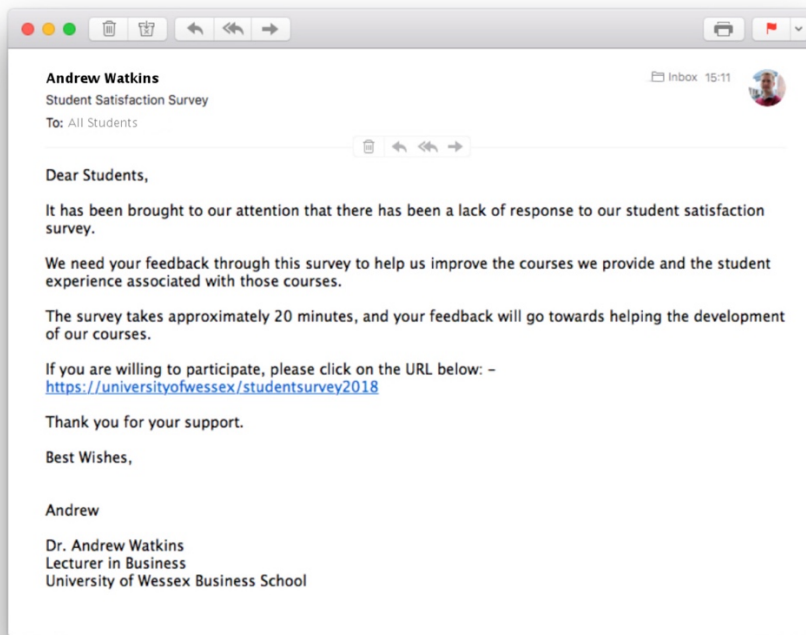 Andrew Watkins
Inbox 15:11
Student Satisfaction Survey
To: All Students
Dear Students,
It has been brought to our attention that there has been a lack of response to our student satisfaction
survey.
We need your feedback through this survey to help us improve the courses we provide and the student
experience associated with those courses.
The survey takes approximately 20 minutes, and your feedback will go towards helping the development
of our courses.
If you are willing to participate, please click on the URL below: –
https://universityofwessex/studentsurvey2018
Thank you for your support.
Best Wishes,
Andrew
Dr. Andrew Watkins
Lecturer in Business
University of Wessex Business School